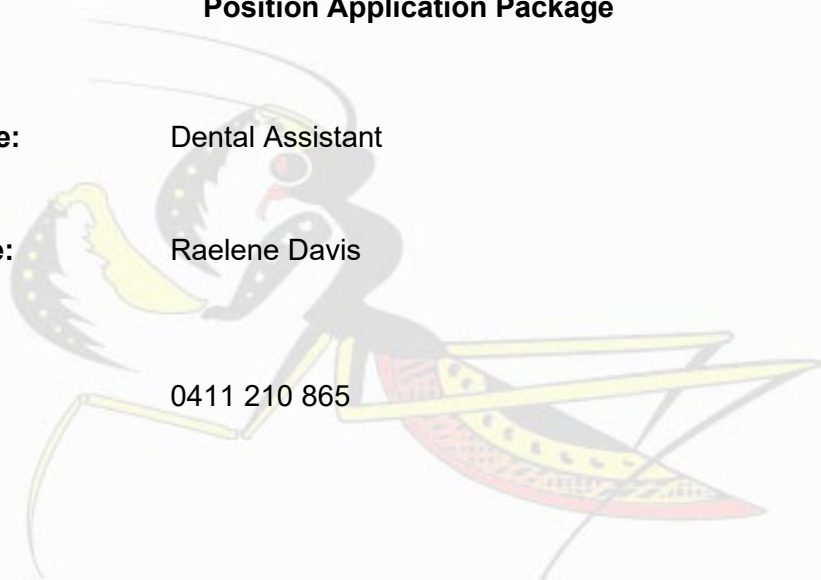 Position Application Package
e: Dental Assistant
e: Raelene Davis
0411 210 865